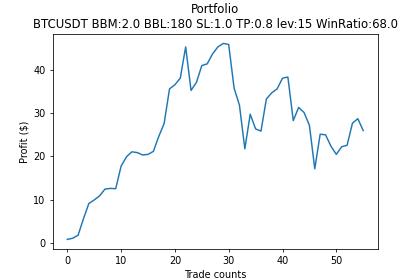 Portfolio
BTCUSDT BBM:2.0 BBL:180 SL:1.0 TP:0.8 lev:15 WinRatio:68.0
40
30
20
10
0
Profit ($)
0 10 20 30 40 50
Trade counts